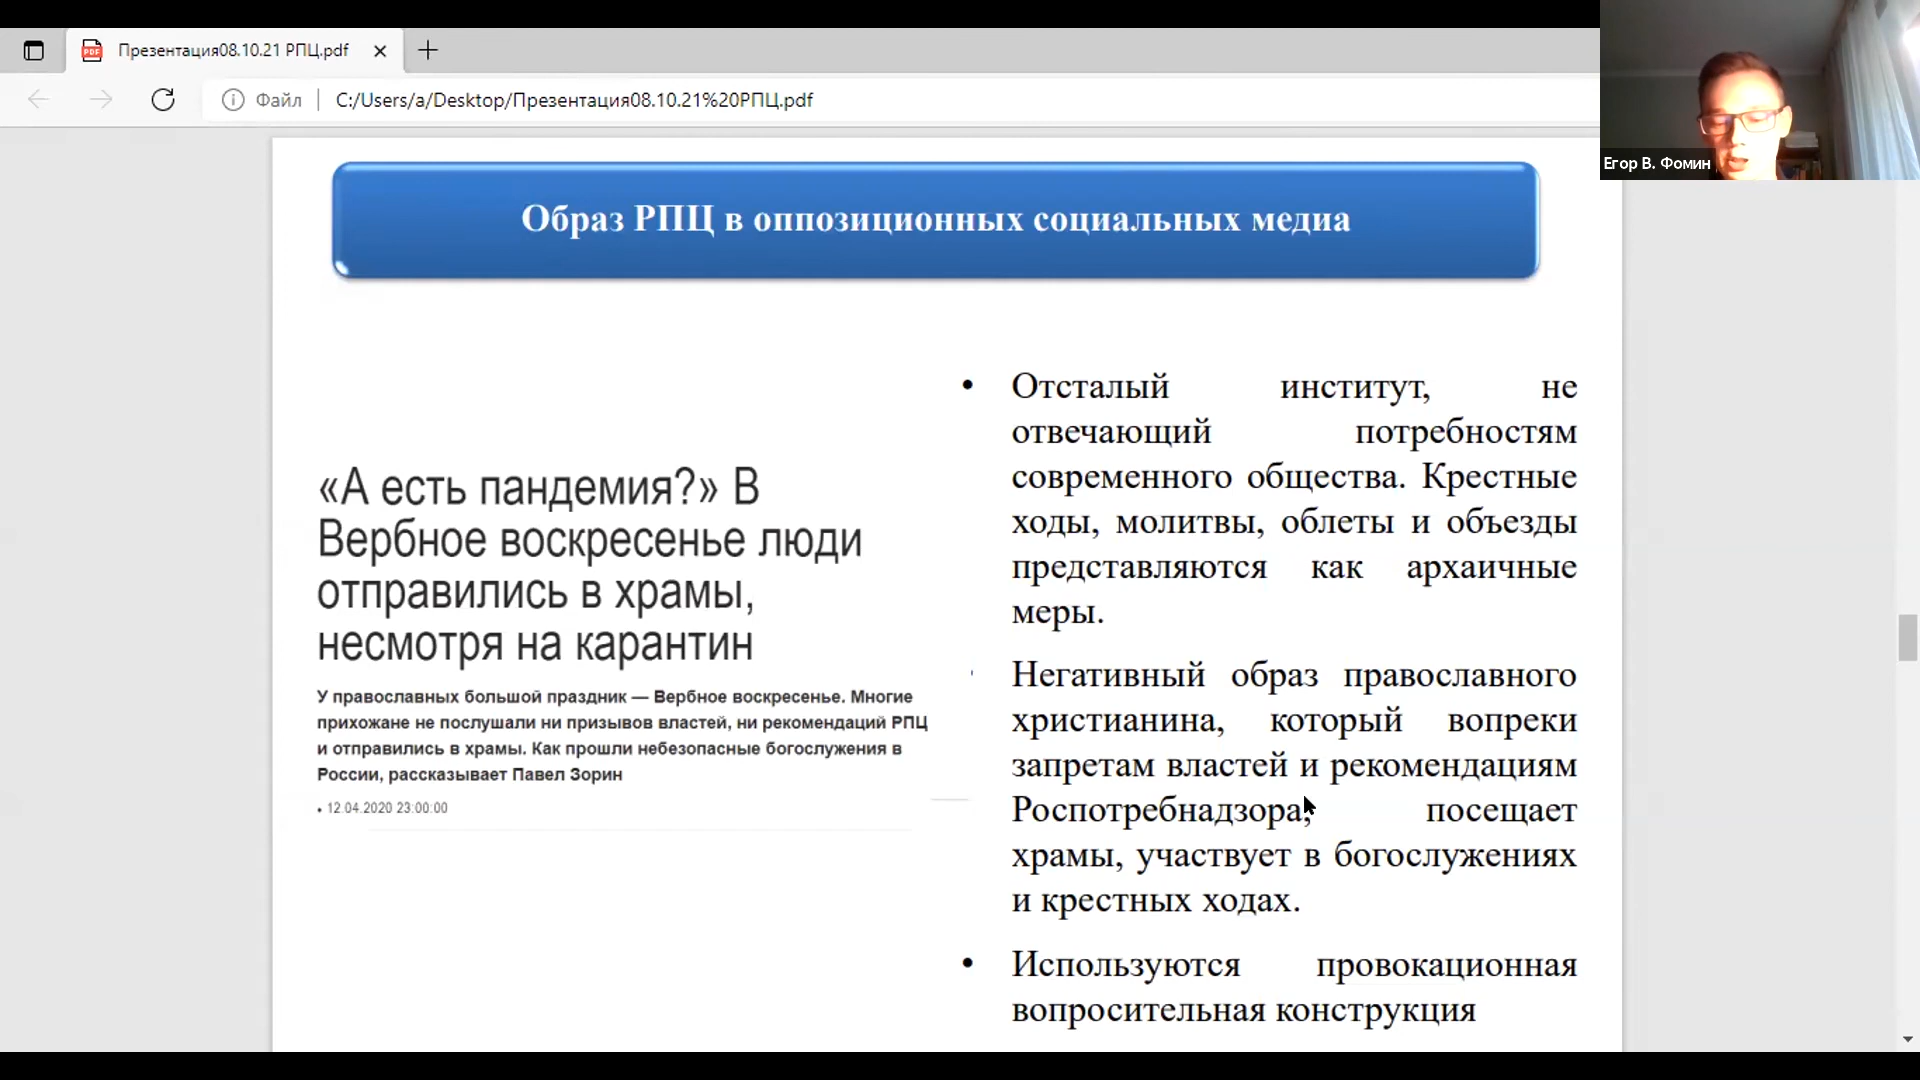 Презентация08.10.21 РПЦ.pdf
Файл
C:/Users/a/Desktop/Презентация08.10.21%20РПЦ.pdf
Егор В. Фомин
Образ РПЦ в оппозиционных социальных медиа
«А есть пандемия?» В
Вербное воскресенье люди
отправились в храмы,
несмотря на карантин
У православных большой праздник — Вербное воскресенье. Многие
прихожане не послушали ни призывов властей, ни рекомендаций РПЦ
и отправились в храмы. Как прошли небезопасные богослужения в
России, рассказывает Павел Зорин
• 12.04.2020 23:00:00
• Отсталый институт, не
отвечающий потребностям
современного общества. Крестные
ходы, молитвы, облеты и объезды
представляются как архаичные
меры.
Негативный образ православного
христианина, который вопреки
запретам властей и рекомендациям
Роспотребнадзора, посещает
храмы, участвует в богослужениях
и крестных ходах.
• Используются провокационная
вопросительная конструкция